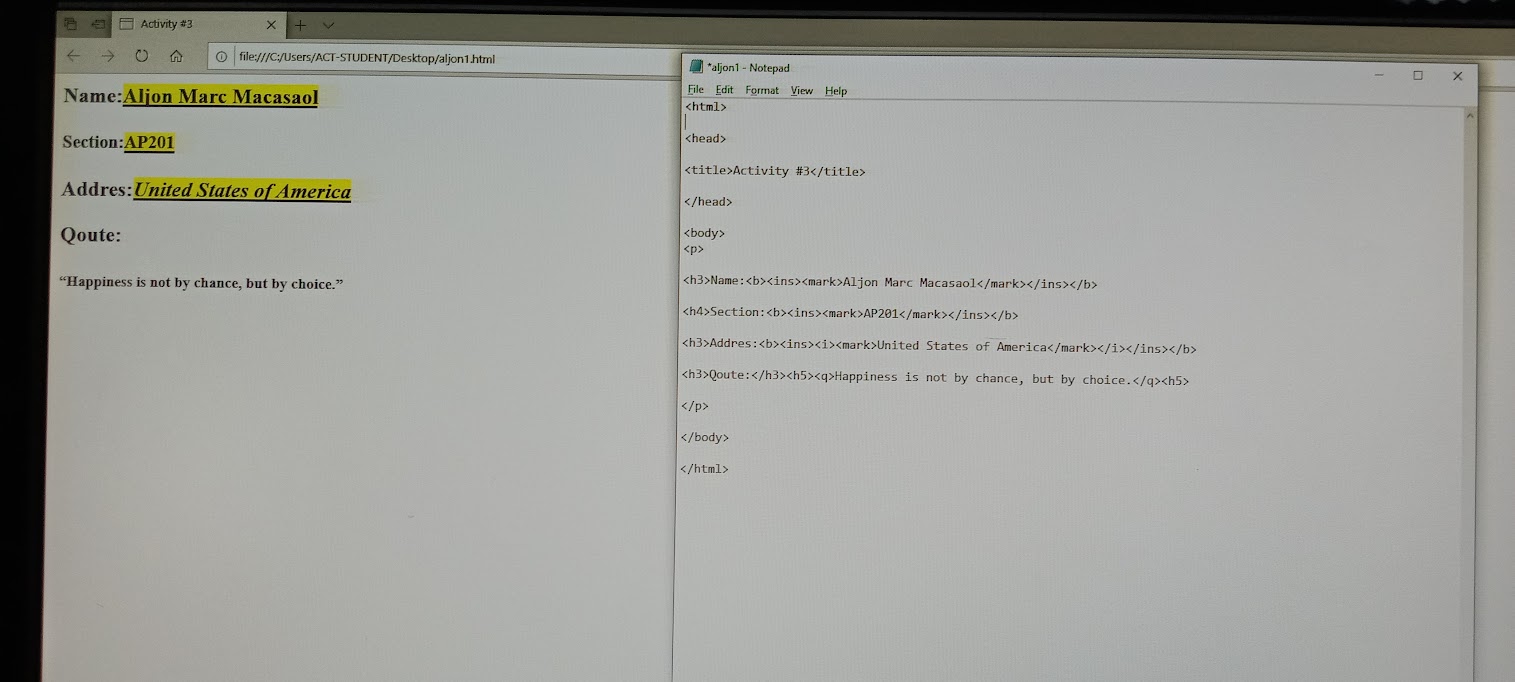 Activity #3
file:///C:/Users/ACT-STUDENT/Desktop/aljon1.html
Name:Aljon Marc Macasaol
Section:AP201
Addres:United States of America
Qoute:
“Happiness is not by chance, but by choice.”
*aljon1 - Notepad
File Edit Format View Help
<html>
<head>
<title>Activity #3</title>
</head>
<body>
<p>
<h3>Name:<b><ins><mark>Aljon Marc Macasaol</mark></ins></b>
<h4>Section:<b><ins><mark>AP201</mark></ins></b>
<h3>Addres:<b><ins><i><mark>United States of America</mark></i></ins></b>
<h3>Qoute:</h3><h5><q>Happiness is not by chance, but by choice.</q><h5>
</p>
</body>
</html>